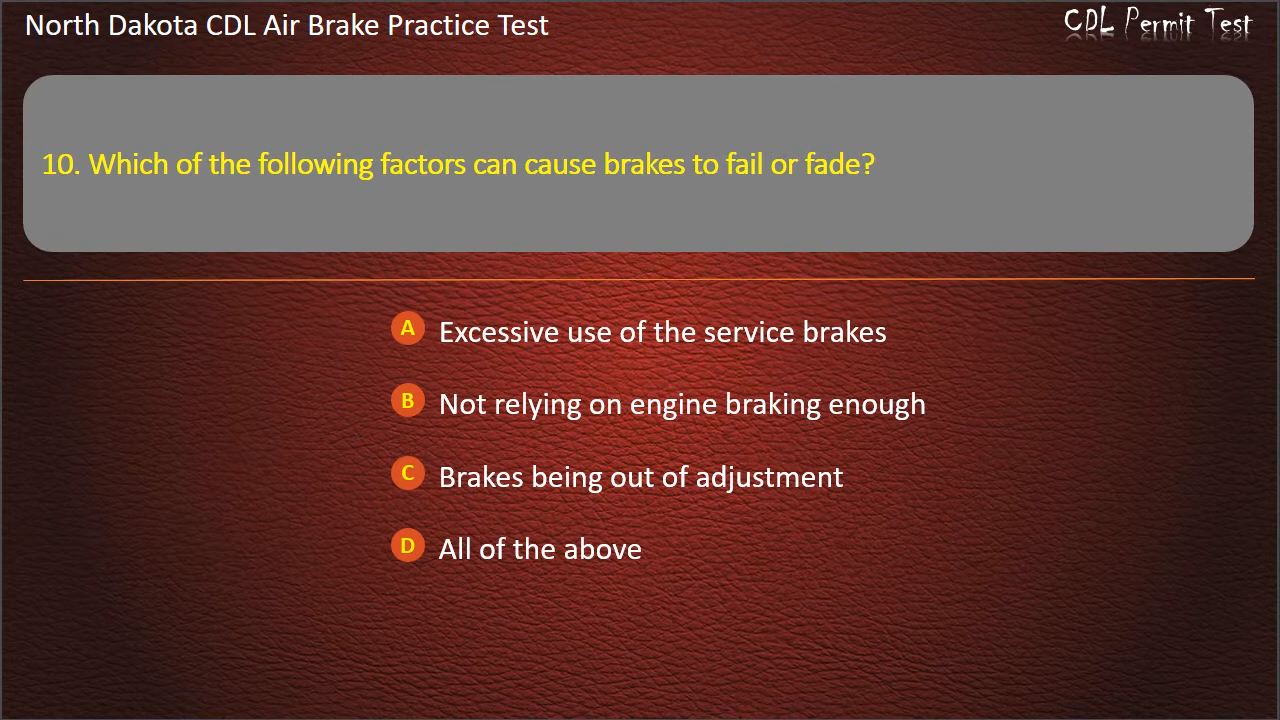 North Dakota CDL Air Brake Practice Test
CDL Permit Test
10. Which of the following factors can cause brakes to fail or fade?
A Excessive use of the service brakes
B Not relying on engine braking enough
C Brakes being out of adjustment
D All of the above